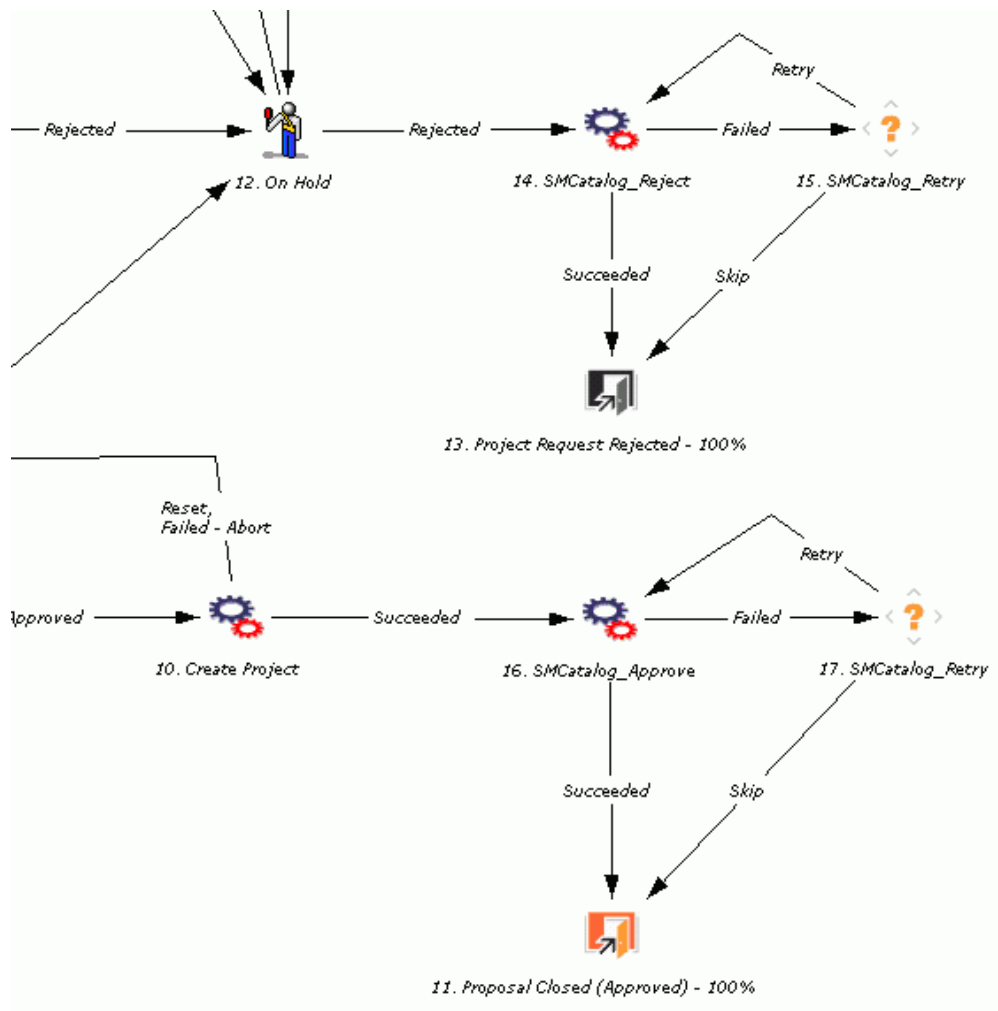 Rejected
Rejected
Retry
Failed
12. On Hold
14. SMCatalog_Reject
15. SMCatalog_Retry
Succeeded
Skip
13. Project Request Rejected - 100%
Reset,
Failed - Abort
Retry
Approved
Succeeded
Failed
10. Create Project
16. SMCatalog_Approve
17. SMCatalog_Retry
Succeeded
Skip
11. Proposal Closed (Approved) - 100%